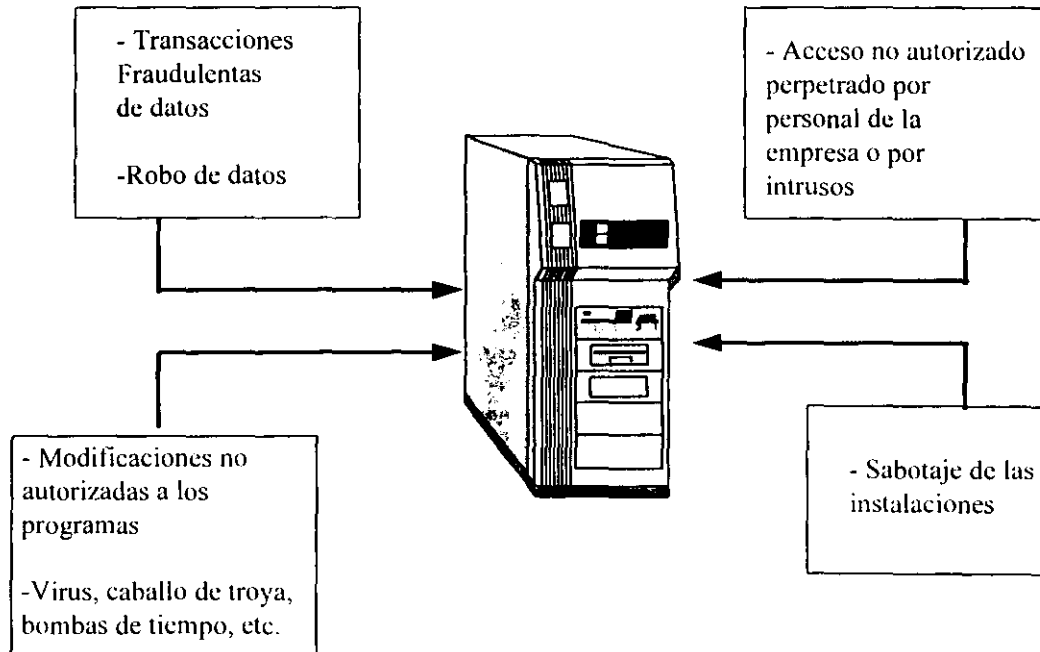 - Transacciones
Fraudulentas
de datos
-Robo de datos
- Acceso no autorizado
perpetrado por
personal de la
empresa o por
intrusos
- Modificaciones no
autorizadas a los
programas
-Virus, caballo de troya,
bombas de tiempo, etc.
- Sabotaje de las
instalaciones